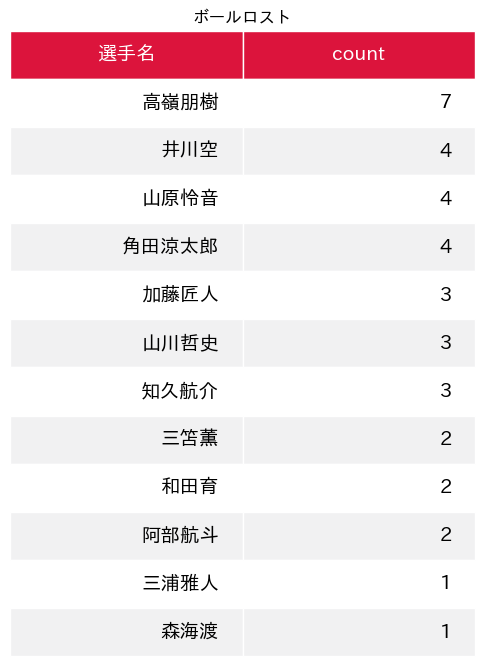 ボールロスト
選手名 count
高嶺朋樹 7
井川空 4
山原怜音 4
角田涼太郎 4
加藤匠人 3
山川哲史 3
知久航介 3
三笘薫 2
和田育 2
阿部航斗 2
三浦雅人 1
森海渡 1